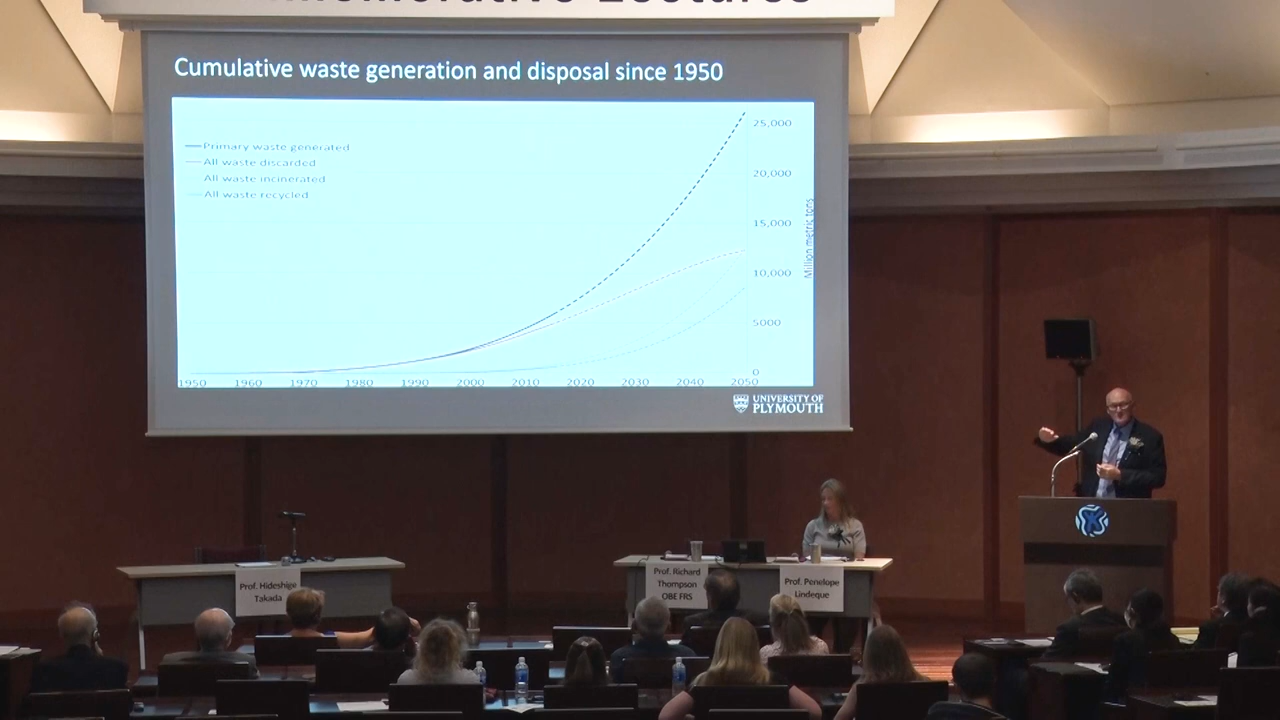 Commemorative Lectures
Cumulative waste generation and disposal since 1950
Primary waste generated
All waste discarded
All waste incinerated
All waste recycled
25,000
20,000
15,000
10,000
5000
0
Million metric tons
1950 1960 1970 1980 1990 2000 2010 2020 2030 2040 2050
UNIVERSITY OF
PLYMOUTH
Prof. Hideshige
Takada
Prof. Richard
Thompson
OBE FRS
Prof. Penelope
Lindeque